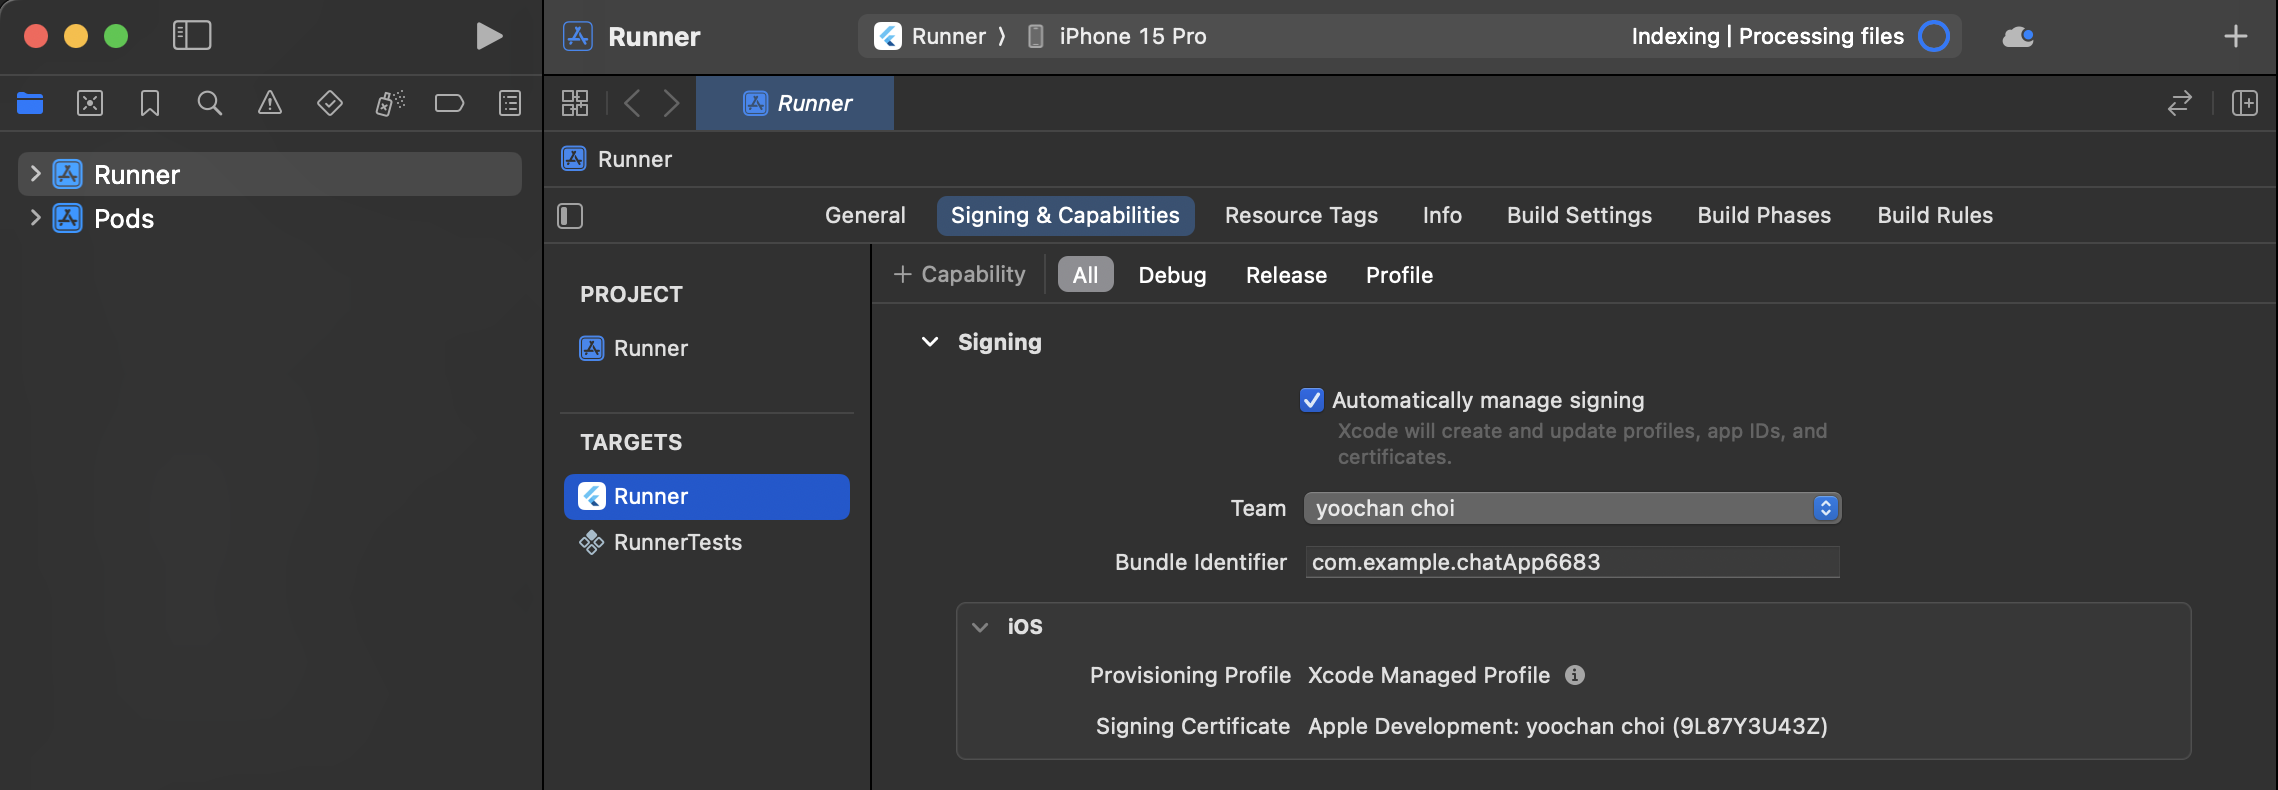 Runner
Runner ⟩ iPhone 15 Pro
Indexing | Processing files
Runner
Runner
Pods
Runner
General
Signing & Capabilities
Resource Tags
Info
Build Settings
Build Phases
Build Rules
PROJECT
Runner
TARGETS
Runner
RunnerTests
+ Capability
All
Debug
Release
Profile
Signing
Automatically manage signing
Xcode will create and update profiles, app IDs, and
certificates.
Team yoochan choi
Bundle Identifier com.example.chatApp6683
iOS
Provisioning Profile Xcode Managed Profile
Signing Certificate Apple Development: yoochan choi (9L87Y3U43Z)